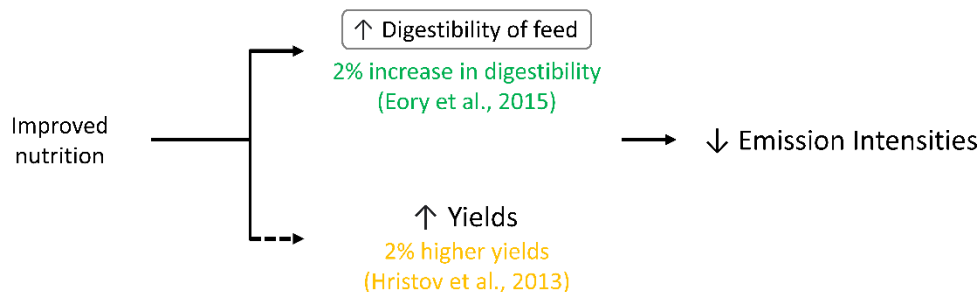 ↑ Digestibility of feed
2% increase in digestibility
(Eory et al., 2015)
Improved
nutrition
↓ Emission Intensities
↑ Yields
2% higher yields
(Hristov et al., 2013)